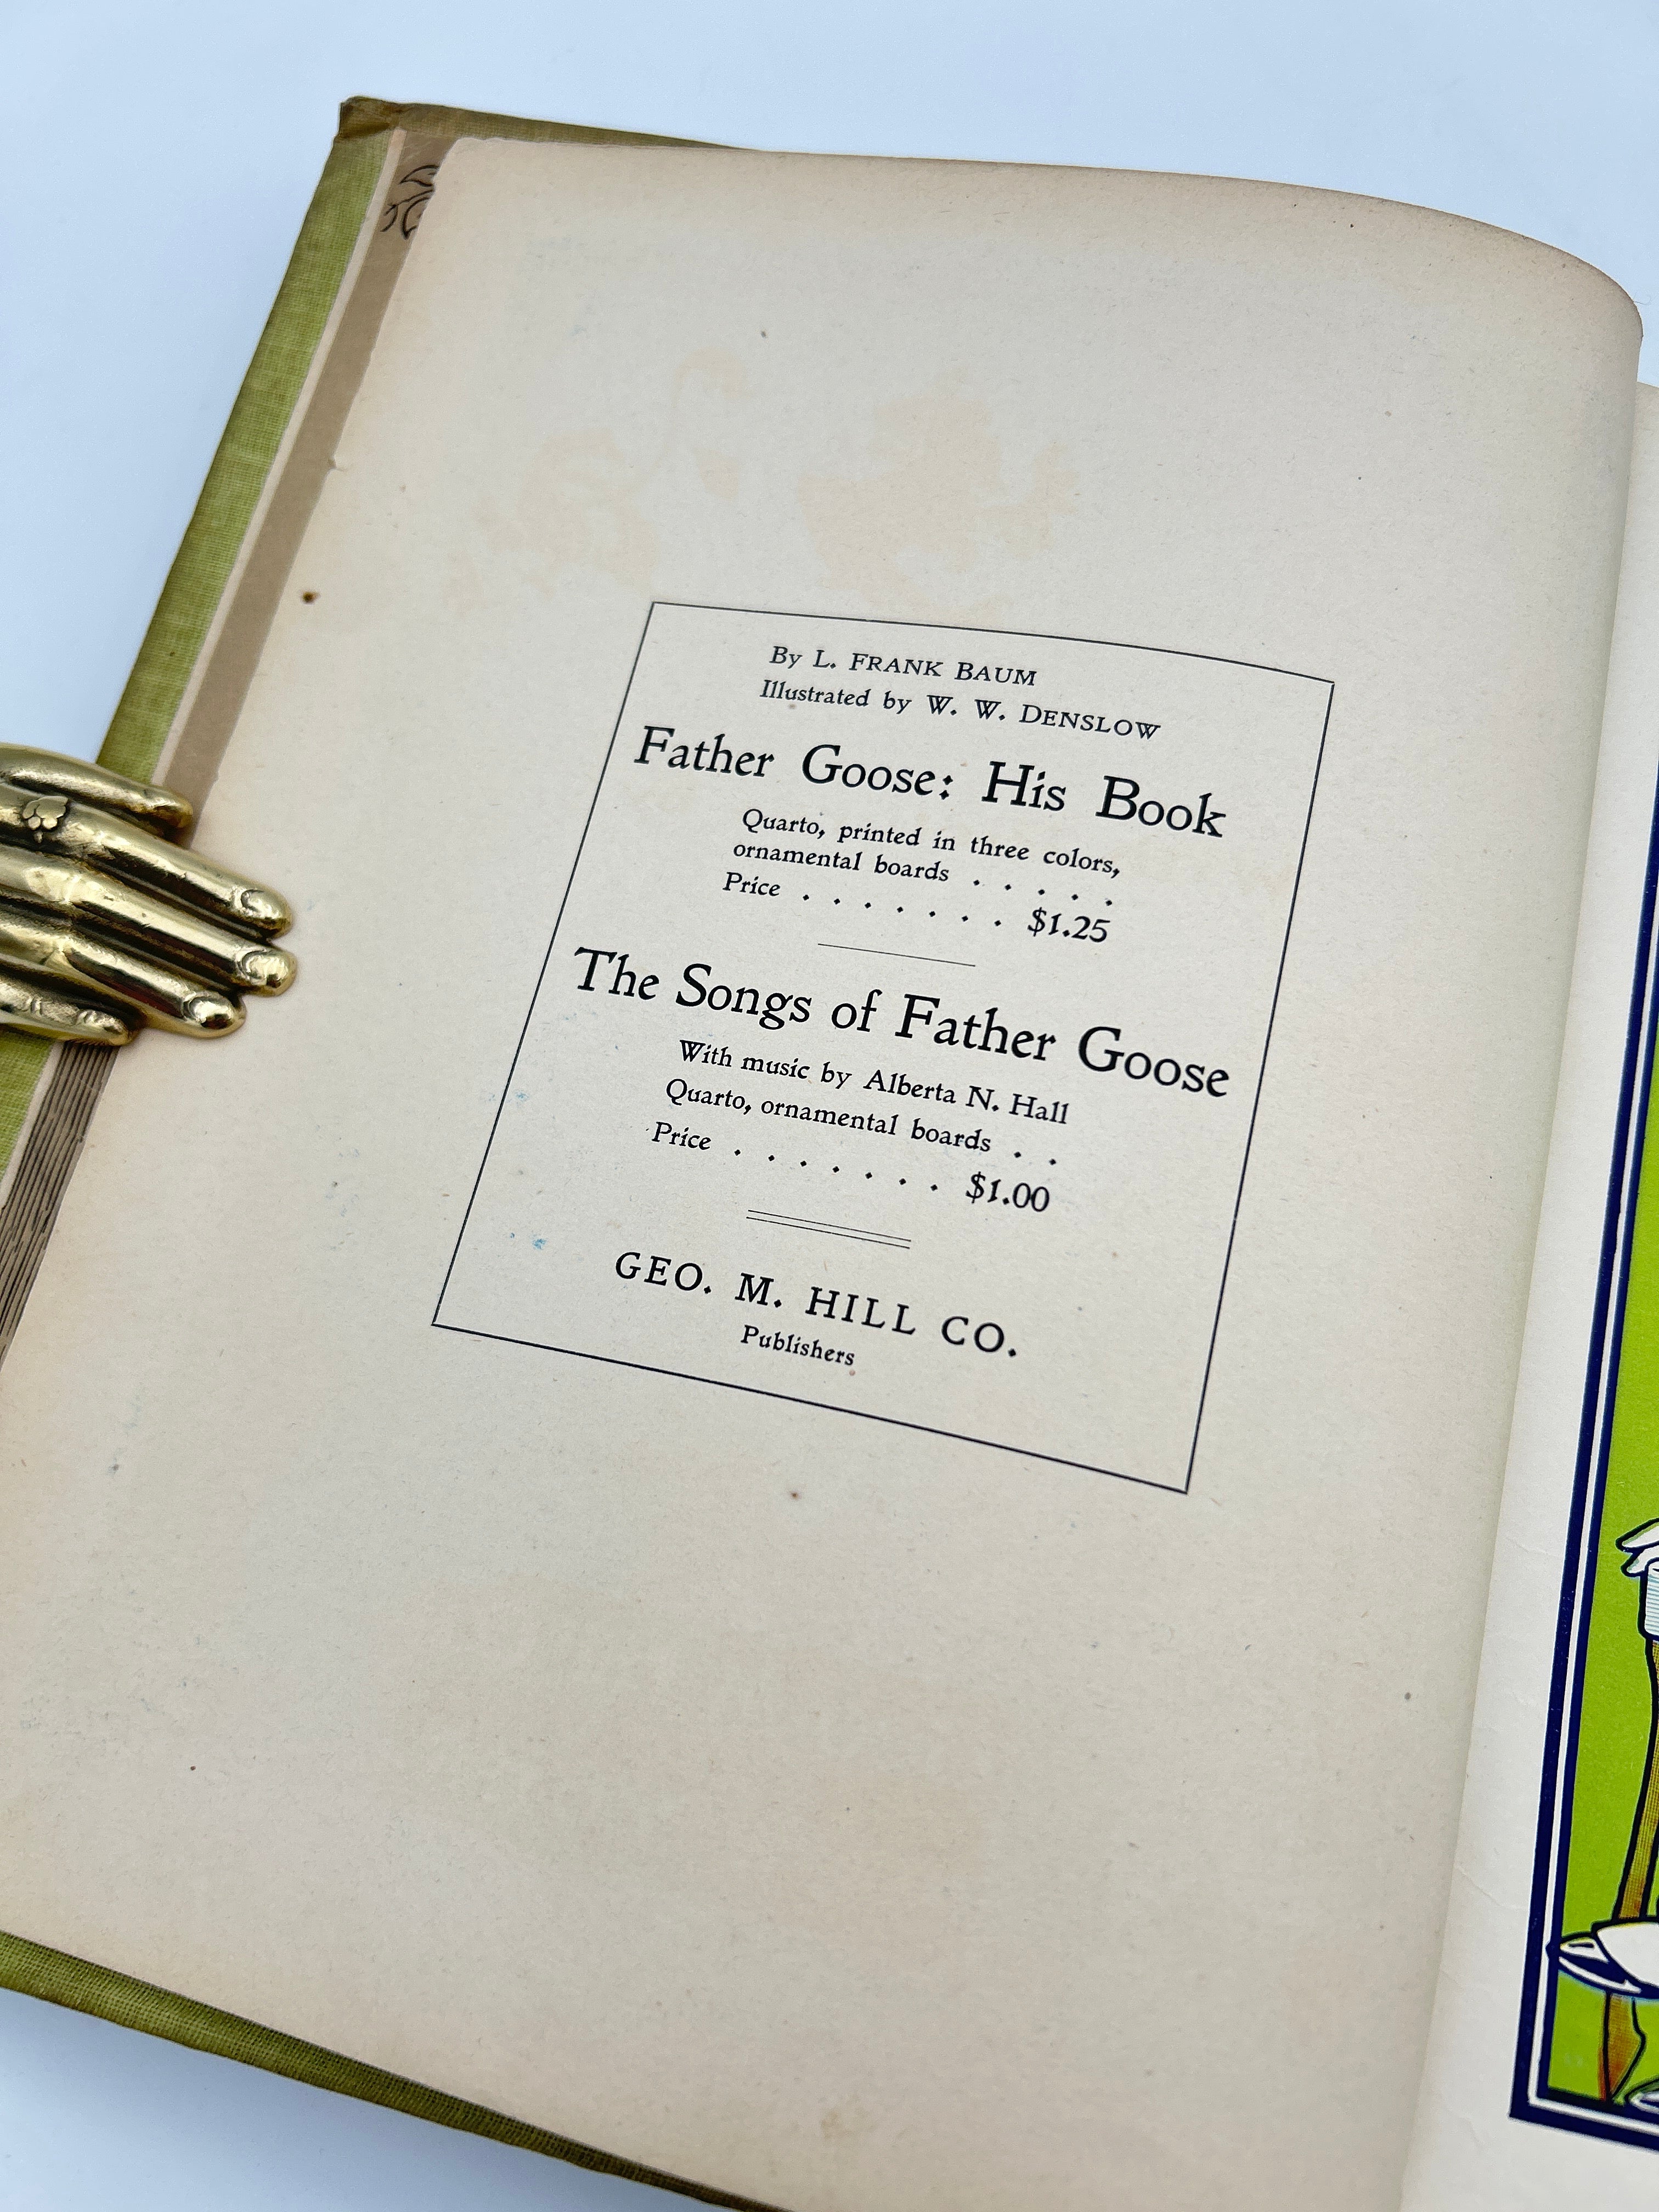 By L. FRANK BAUM
Illustrated by W. W. DENSLOW
Father Goose: His Book
Quarto, printed in three colors,
ornamental boards . . . . .
Price . . . . . . . $1.25
The Songs of Father Goose
With music by Alberta N. Hall
Quarto, ornamental boards . .
Price . . . . . . . $1.00
GEO. M. HILL CO.
Publishers